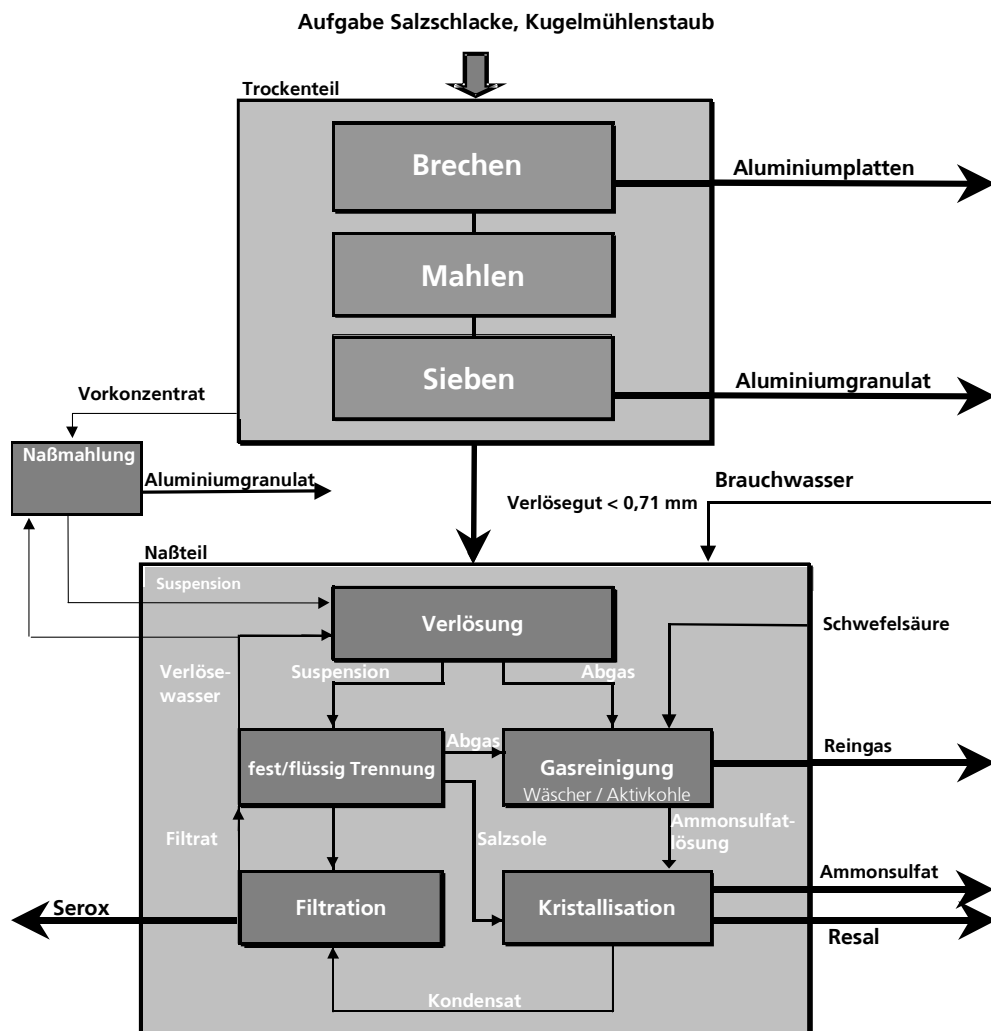 Aufgabe Salzschlacke, Kugelmühlenstaub
Trockenteil
Brechen
Aluminiumplatten
Mahlen
Sieben
Aluminiumgranulat
Vorkonzentrat
Naßmahlung
Aluminiumgranulat
Brauchwasser
Verlösegut < 0,71 mm
Naßteil
Suspension
Verlösung
Schwefelsäure
Verlöse-
wasser
Suspension
Abgas
fest/flüssig Trennung
Abgas
Gasreinigung
Wäscher / Aktivkohle
Reingas
Filtrat
Salzsole
Ammonsulfat-
lösung
Ammonsulfat
Serox
Filtration
Kristallisation
Resal
Kondensat